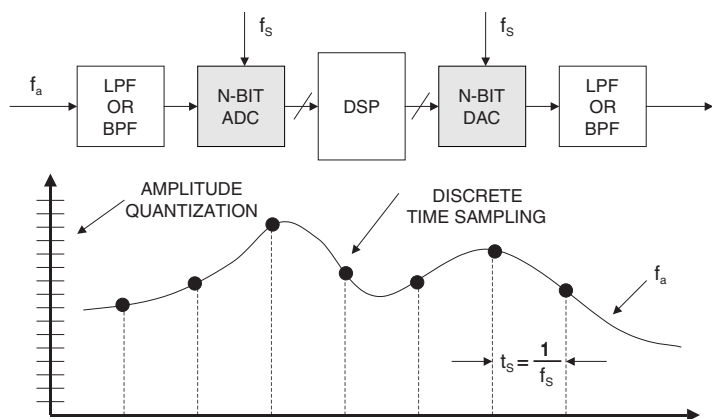 fS
fS
fa
LPF
OR
BPF
N-BIT
ADC
DSP
N-BIT
DAC
LPF
OR
BPF
AMPLITUDE
QUANTIZATION
DISCRETE
TIME SAMPLING
fa
tS = 1
fS